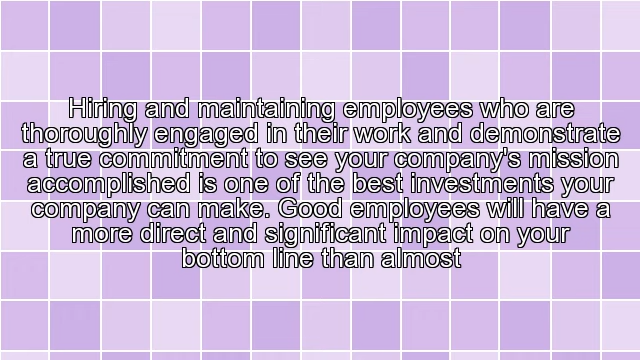 Hiring and maintaining employees who are
thoroughly engaged in their work and demonstrate
a true commitment to see your company's mission
accomplished is one of the best investments your
company can make. Good employees will have a
more direct and significant impact on your
bottom line than almost